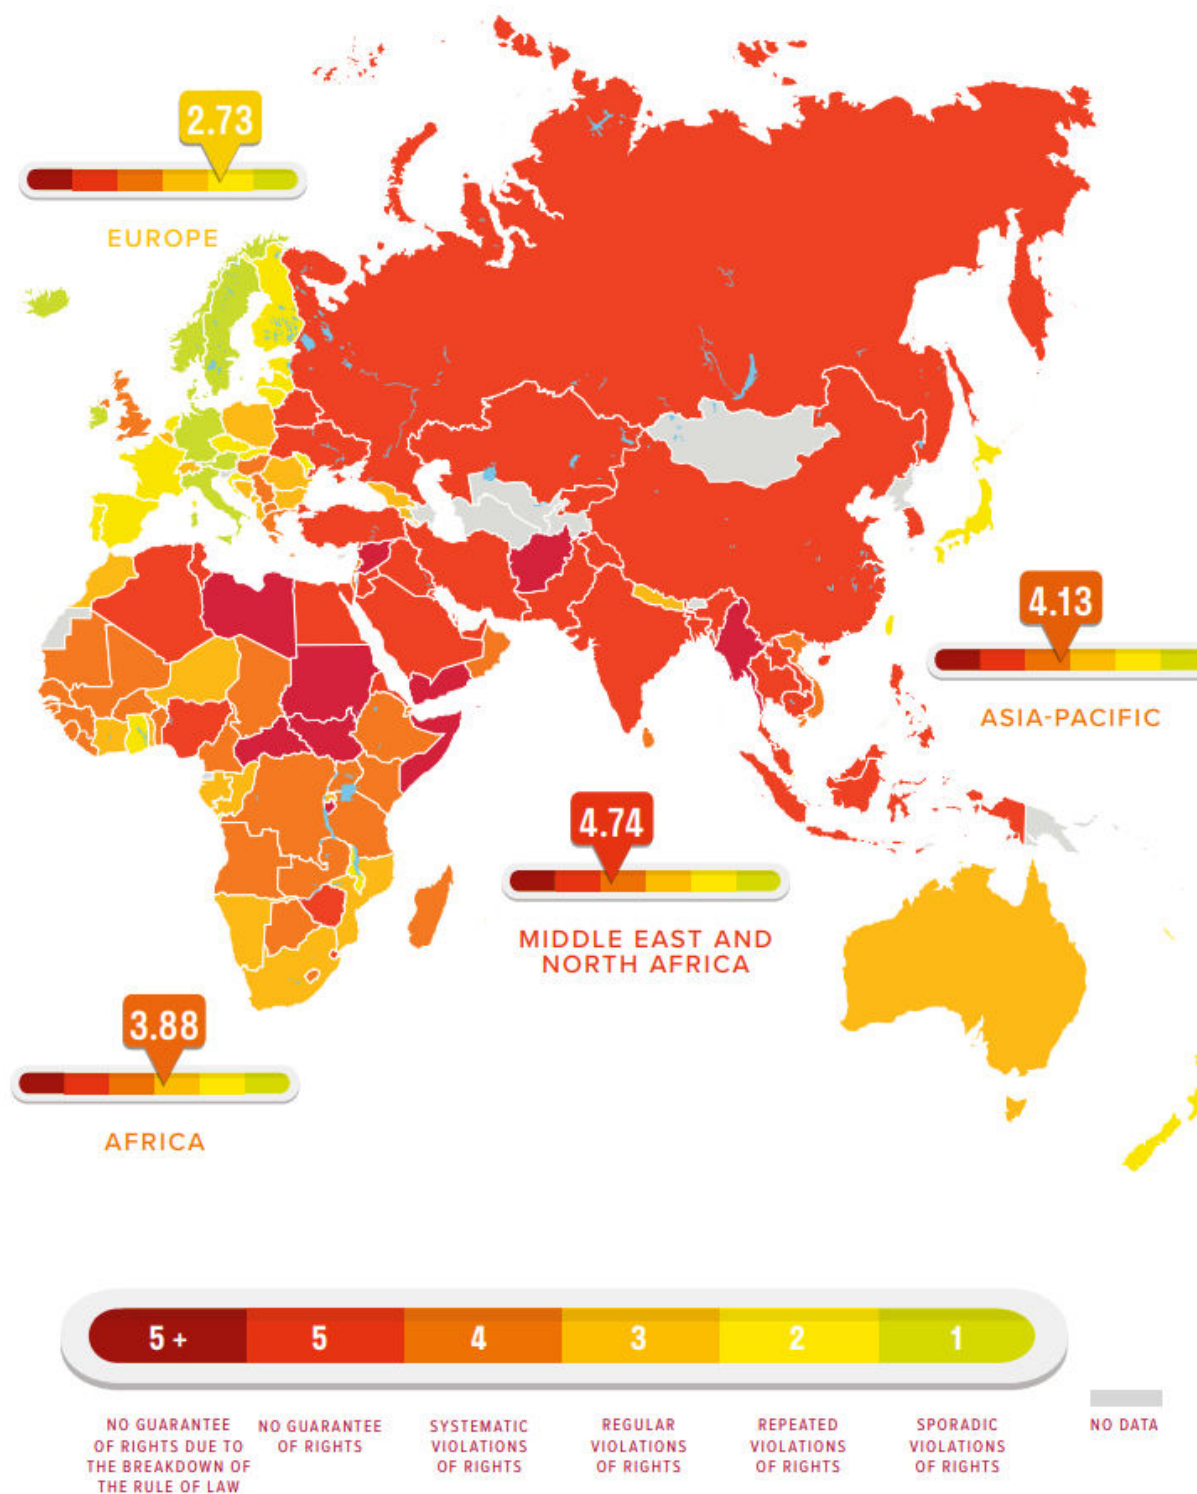 2.73
EUROPE
4.13
ASIA-PACIFIC
4.74
MIDDLE EAST AND
NORTH AFRICA
3.88
AFRICA
5 + 5 4 3 2 1
NO GUARANTEE
OF RIGHTS DUE TO
THE BREAKDOWN OF
THE RULE OF LAW
NO GUARANTEE
OF RIGHTS
SYSTEMATIC
VIOLATIONS
OF RIGHTS
REGULAR
VIOLATIONS
OF RIGHTS
REPEATED
VIOLATIONS
OF RIGHTS
SPORADIC
VIOLATIONS
OF RIGHTS
NO DATA